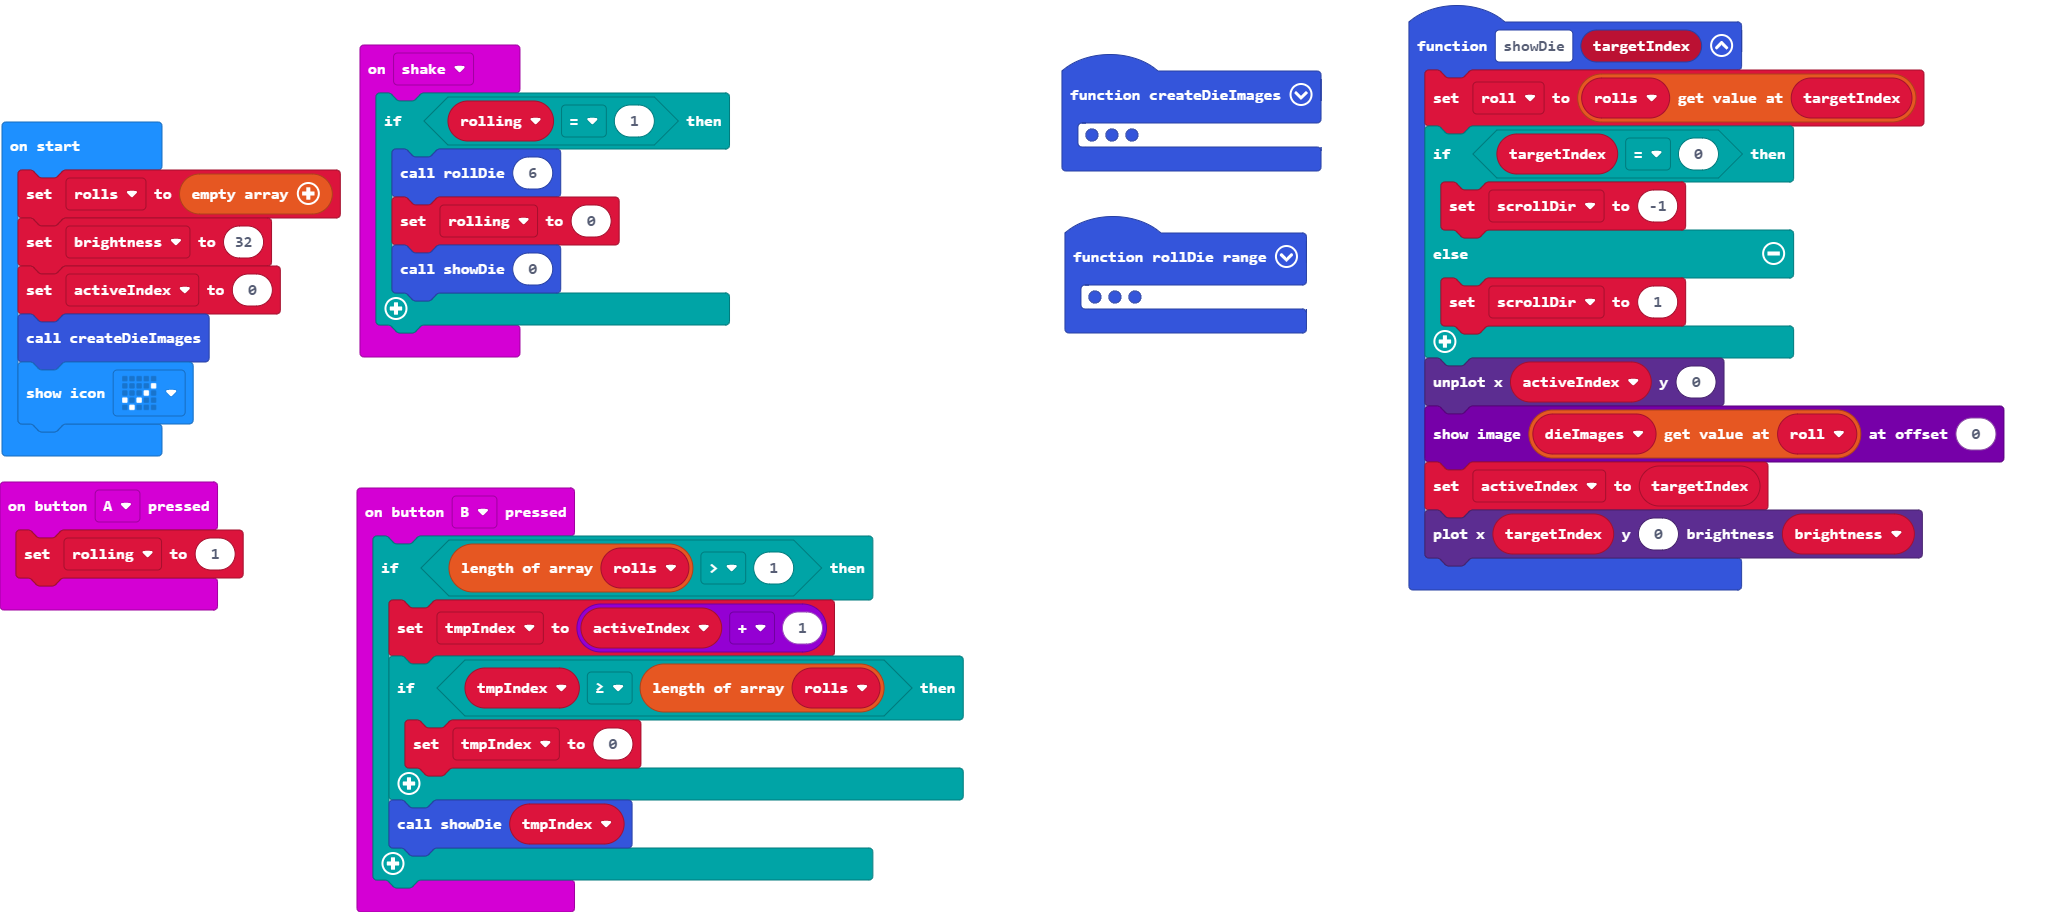 on start
set rolls to empty array
set brightness to 32
set activeIndex to 0
call createDieImages
show icon
on button A pressed
set rolling to 1
on shake
if rolling = 1 then
call rollDie 6
set rolling to 0
call showDie 0
on button B pressed
if length of array rolls > 1 then
set tmpIndex to activeIndex + 1
if tmpIndex ≥ length of array rolls then
set tmpIndex to 0
call showDie tmpIndex
function createDieImages
function rollDie range
function showDie targetIndex
set roll to rolls get value at targetIndex
if targetIndex = 0 then
set scrollDir to -1
else
set scrollDir to 1
unplot x activeIndex y 0
show image dieImages get value at roll at offset 0
set activeIndex to targetIndex
plot x targetIndex y 0 brightness brightness